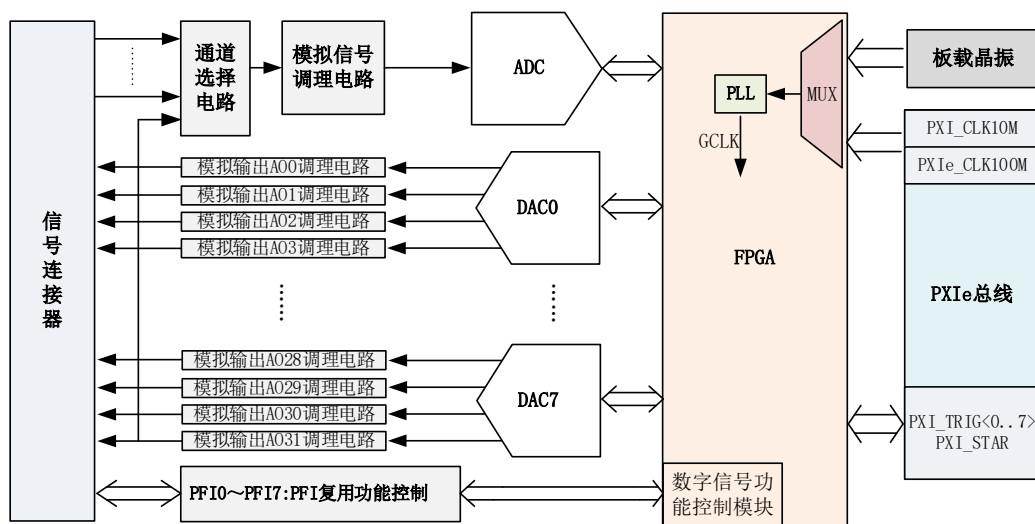 信
号
连
接
器
通道
选择
电路
模拟信号
调理电路
ADC
模拟输出AO0调理电路
模拟输出AO1调理电路
模拟输出AO2调理电路
模拟输出AO3调理电路
DAC0
模拟输出AO28调理电路
模拟输出AO29调理电路
模拟输出AO30调理电路
模拟输出AO31调理电路
DAC7
PFI0～PFI7:PFI复用功能控制
PLL
MUX
GCLK
FPGA
数字信号功
能控制模块
板载晶振
PXI_CLK10M
PXIe_CLK100M
PXIe总线
PXI_TRIG<0..7>
PXI_STAR